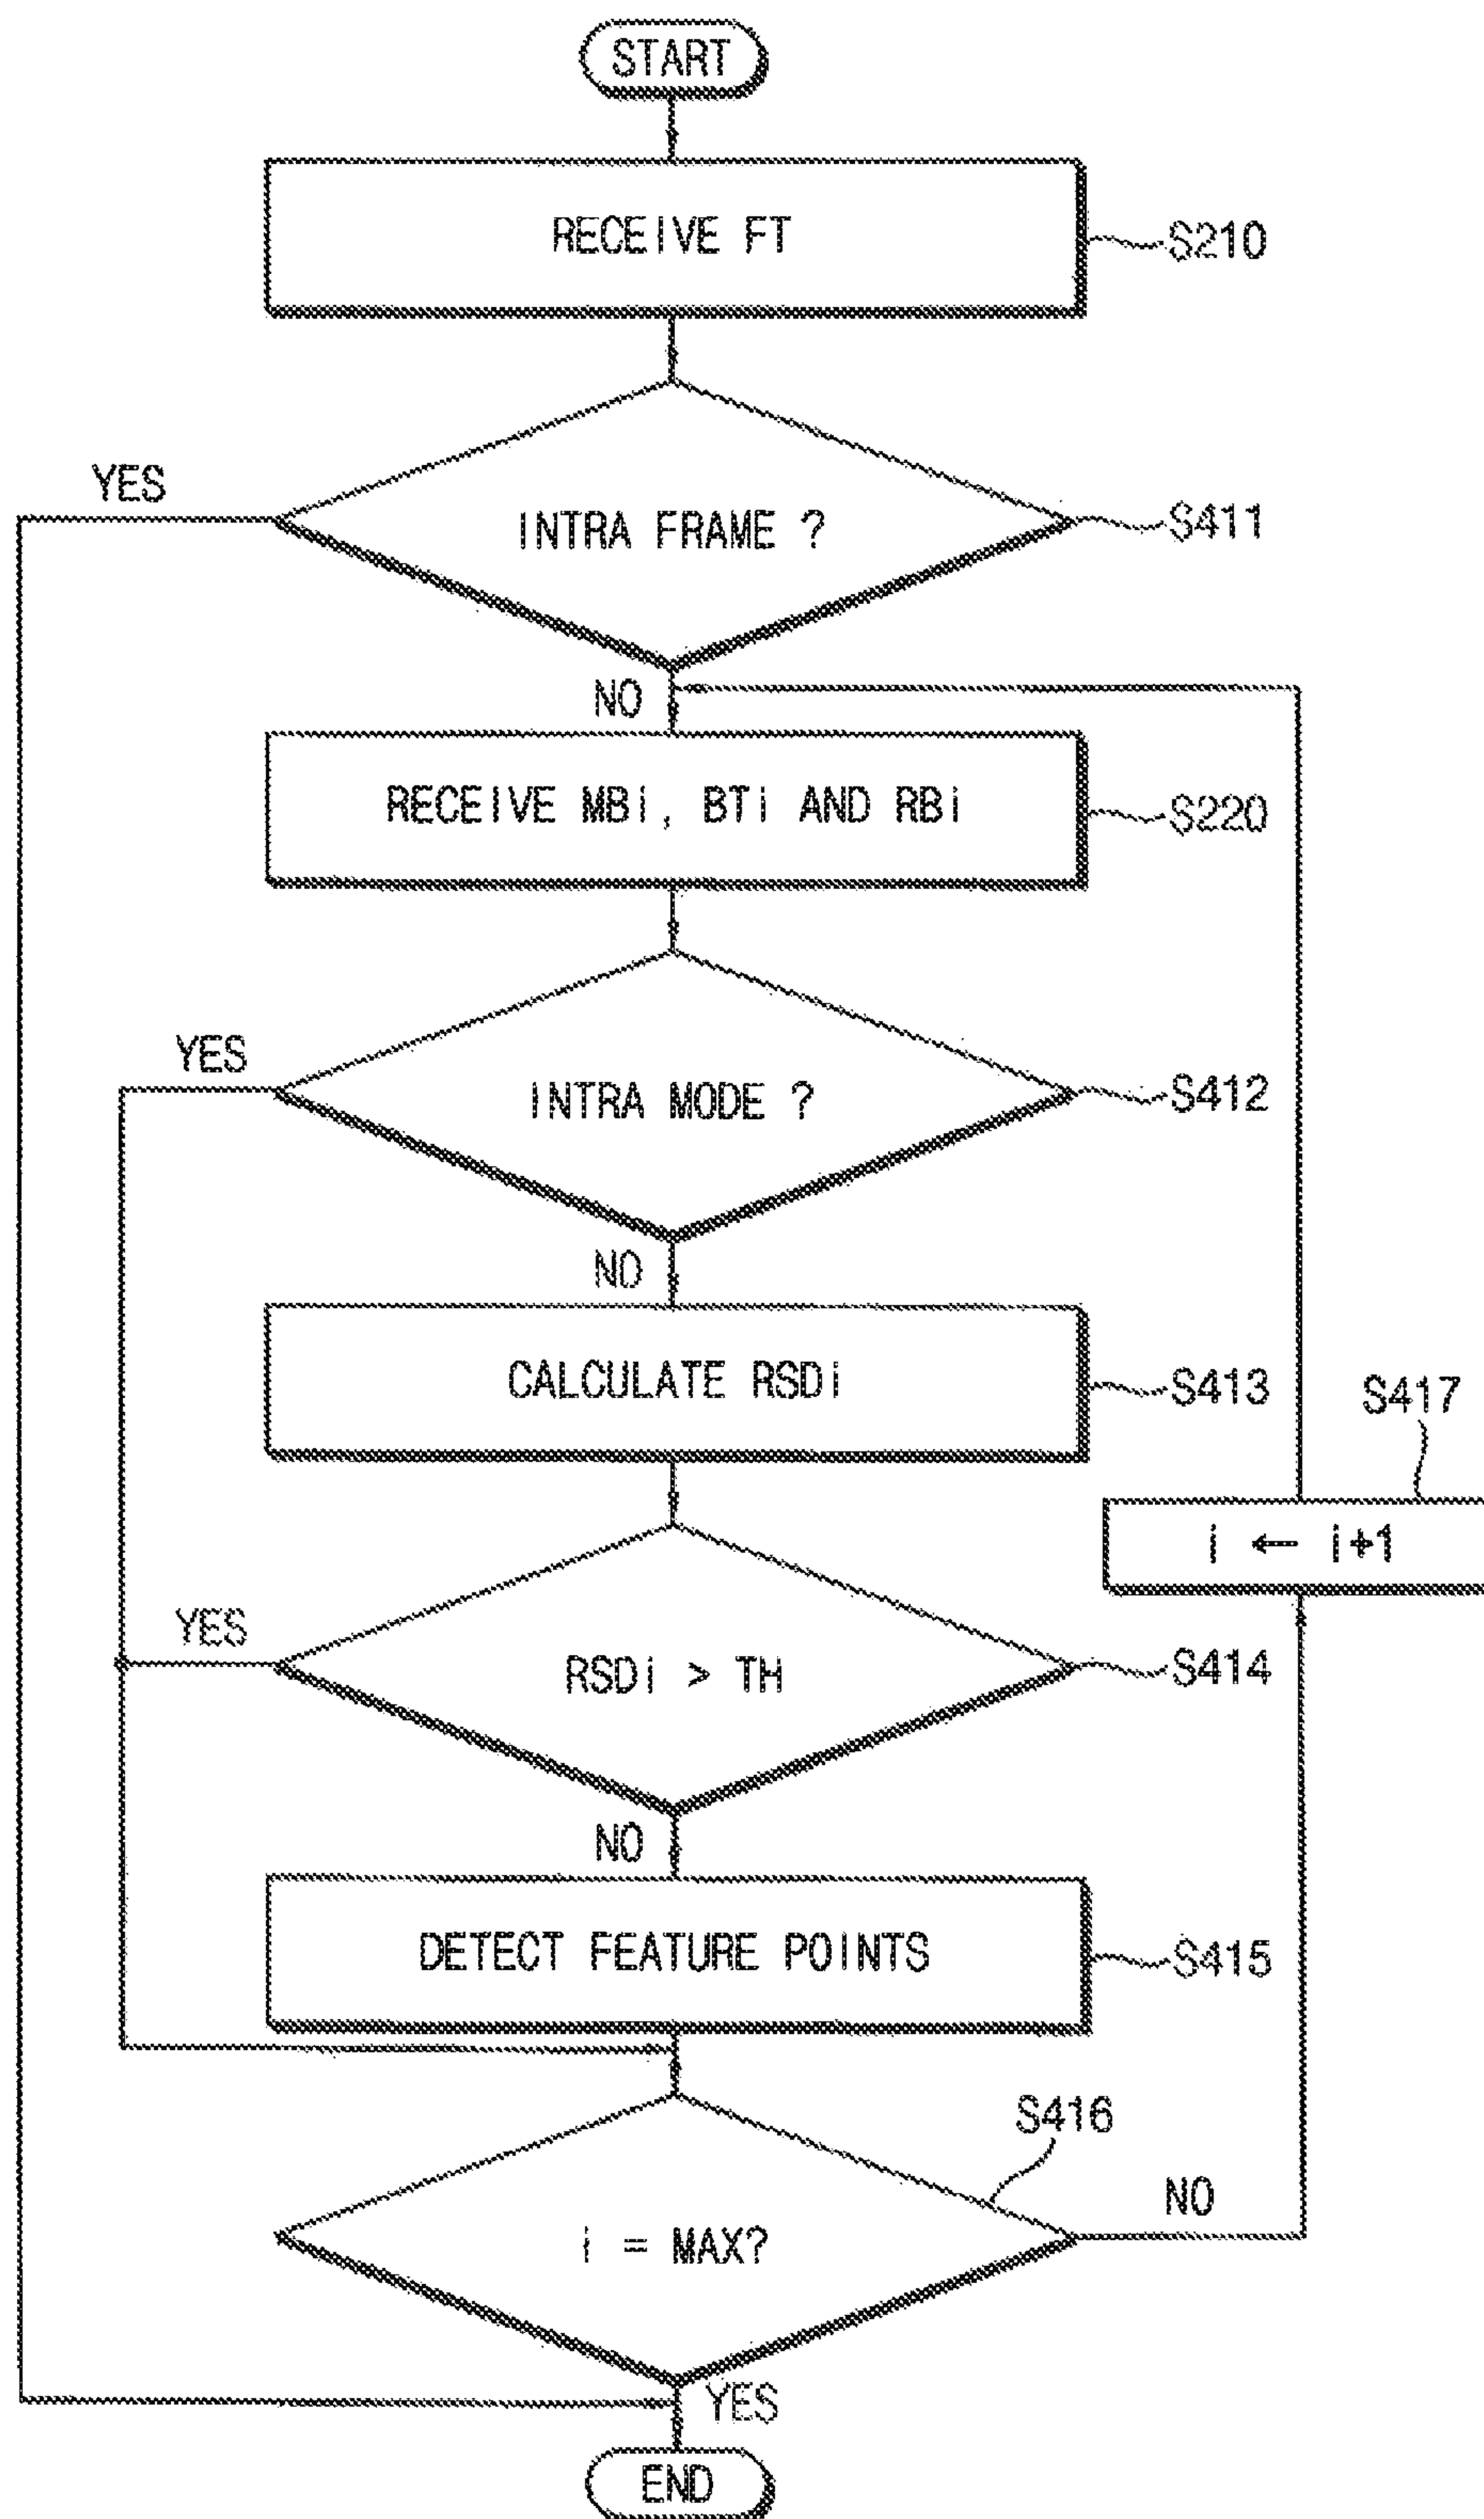 START
RECEIVE FT
S210
YES
INTRA FRAME ?
S411
NO
RECEIVE MBi, BTi AND RBi
S220
YES
INTRA MODE ?
S412
NO
CALCULATE RSDi
S413
S417
i ← i+1
YES
RSDi > TH
S414
NO
DETECT FEATURE POINTS
S415
S416
NO
i = MAX?
YES
END